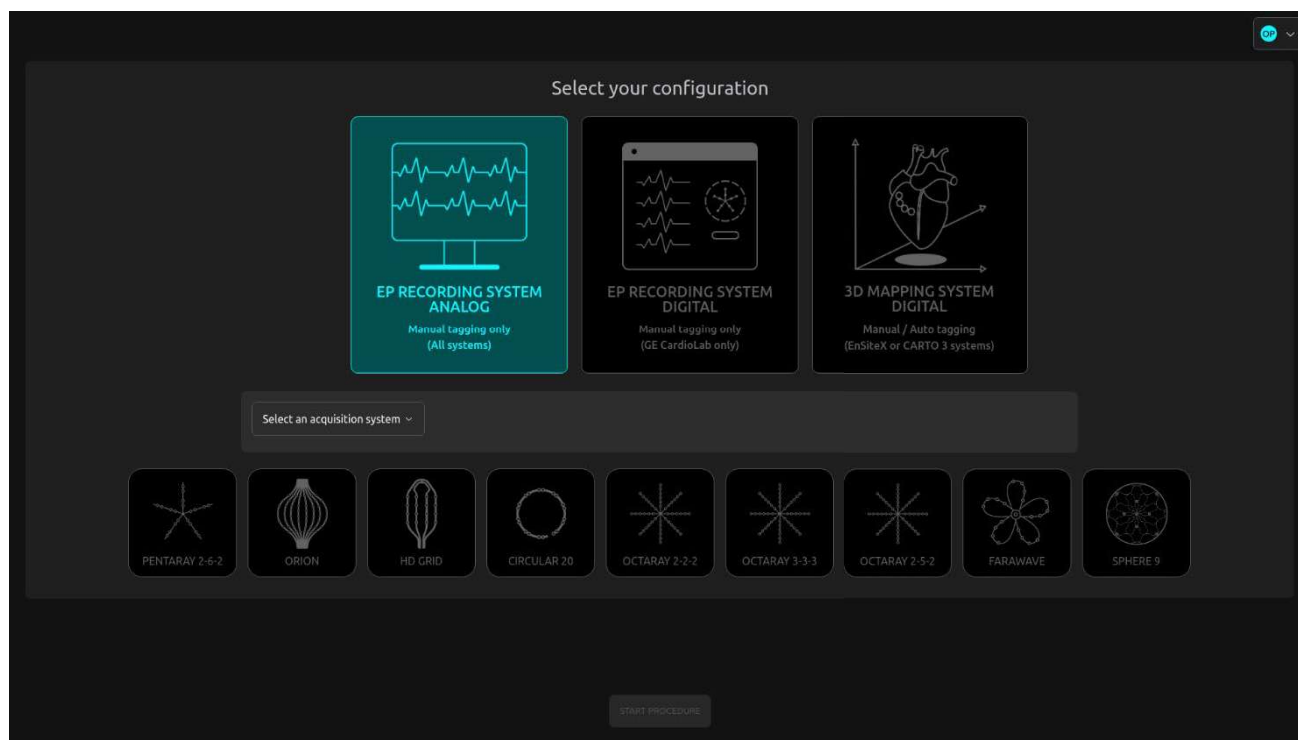 OP
Select your configuration
EP RECORDING SYSTEM
ANALOG
Manual tagging only
(All systems)
EP RECORDING SYSTEM
DIGITAL
Manual tagging only
(GE CardioLab only)
3D MAPPING SYSTEM
DIGITAL
Manual / Auto tagging
(EnSiteX or CARTO 3 systems)
Select an acquisition system
PENTARAY 2-6-2
ORION
HD GRID
CIRCULAR 20
OCTARAY 2-2-2
OCTARAY 3-3-3
OCTARAY 2-5-2
FARAWAVE
SPHERE 9
START PROCEDURE